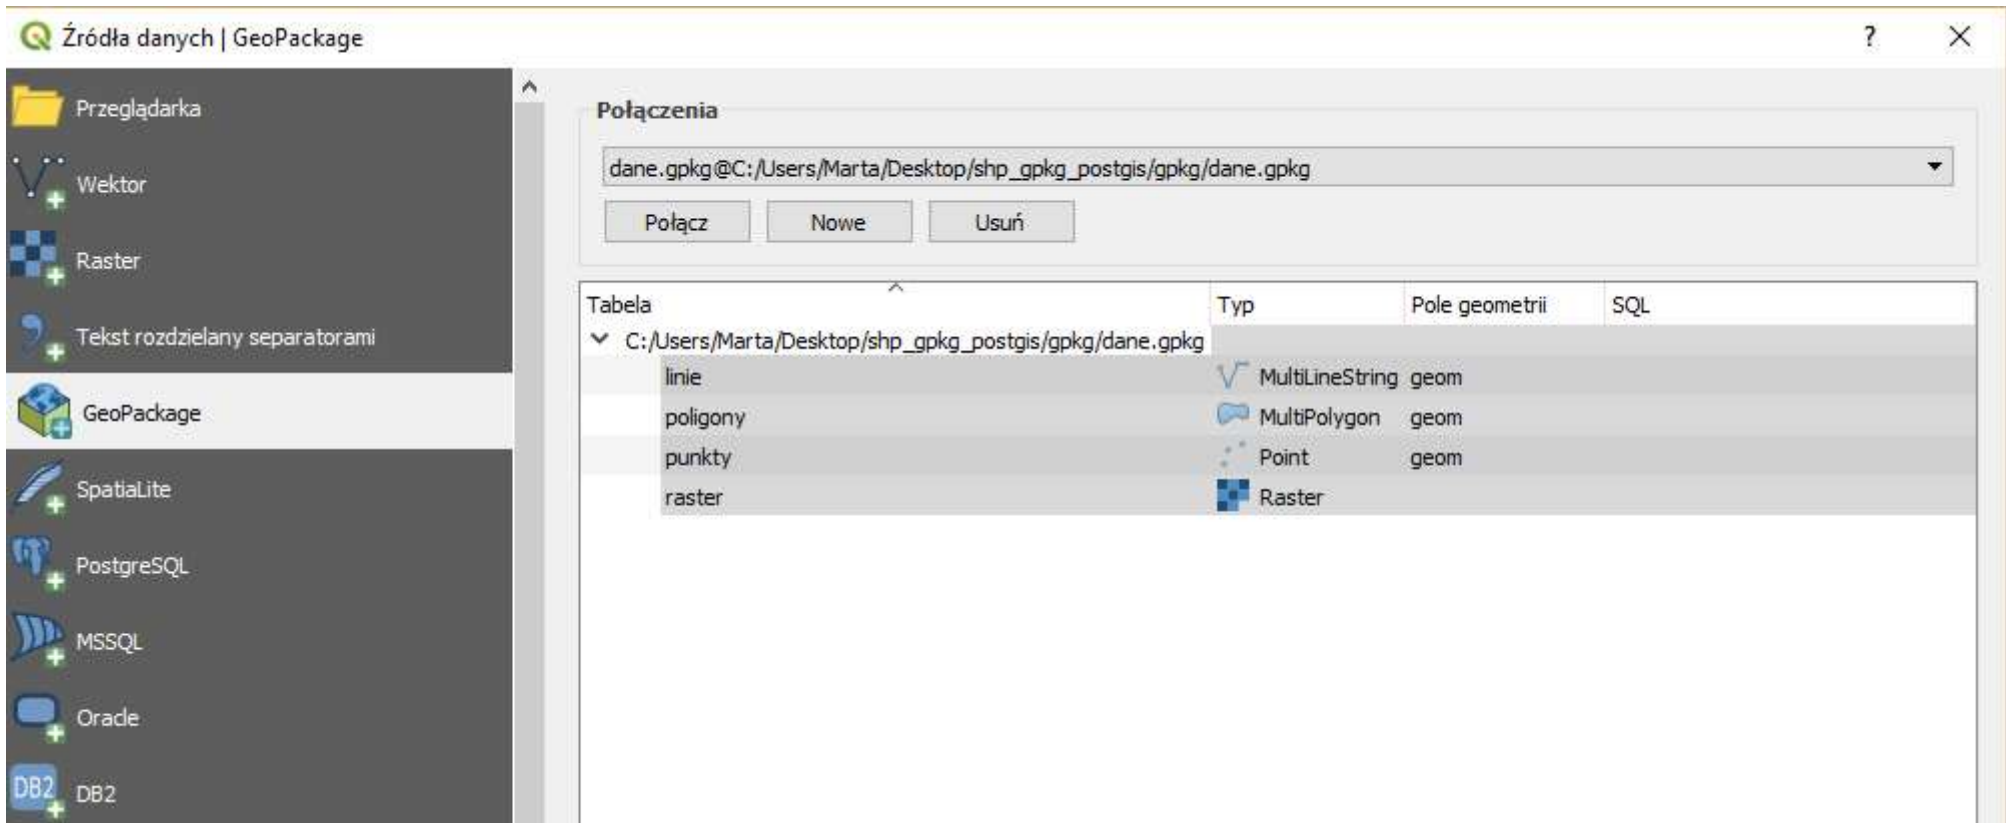 Źródła danych | GeoPackage
?
Przeglądarka
Wektor
Raster
Tekst rozdzielany separatorami
GeoPackage
SpatiaLite
PostgreSQL
MSSQL
Oracle
DB2 DB2
Połączenia
dane.gpkg@C:/Users/Marta/Desktop/shp_gpkg_postgis/gpkg/dane.gpkg
Połącz Nowe Usuń
Tabela Typ Pole geometrii SQL
C:/Users/Marta/Desktop/shp_gpkg_postgis/gpkg/dane.gpkg
linie MultiLineString geom
poligony MultiPolygon geom
punkty Point geom
raster Raster